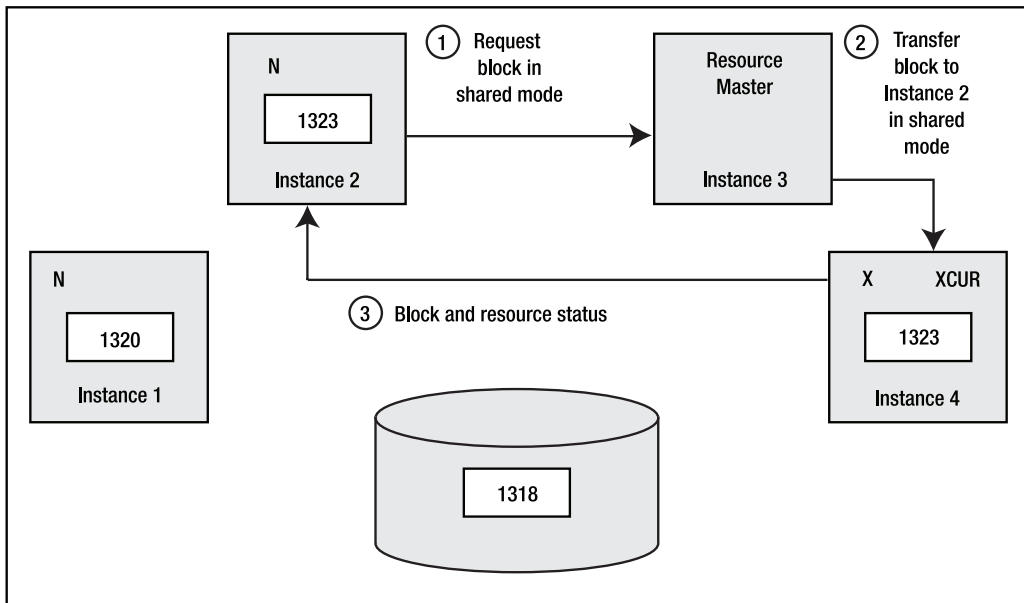 N
1323
Instance 2
1
Request
block in
shared mode
Resource
Master
Instance 3
2
Transfer
block to
Instance 2
in shared
mode
N
1320
Instance 1
3
Block and resource status
X XCUR
1323
Instance 4
1318